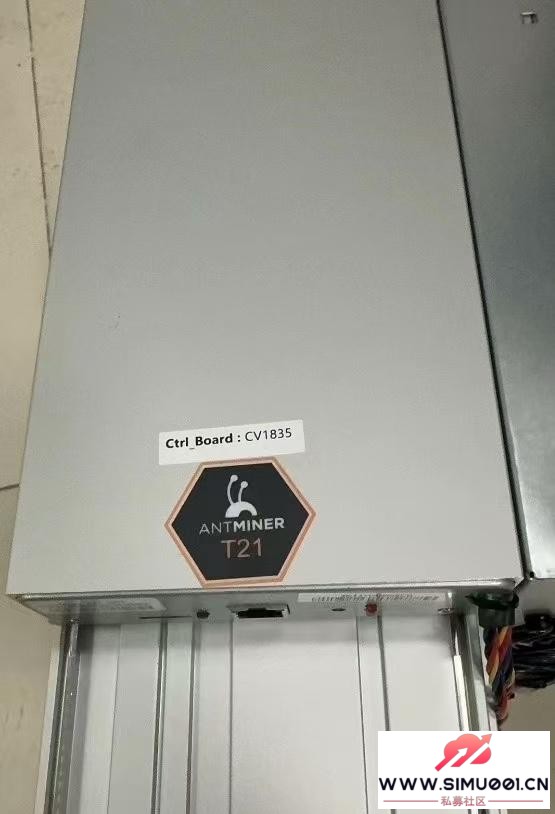 Ctrl_Board : CV1835
ANTMINER
T21
WWW.SIMU001.CN
私募社区